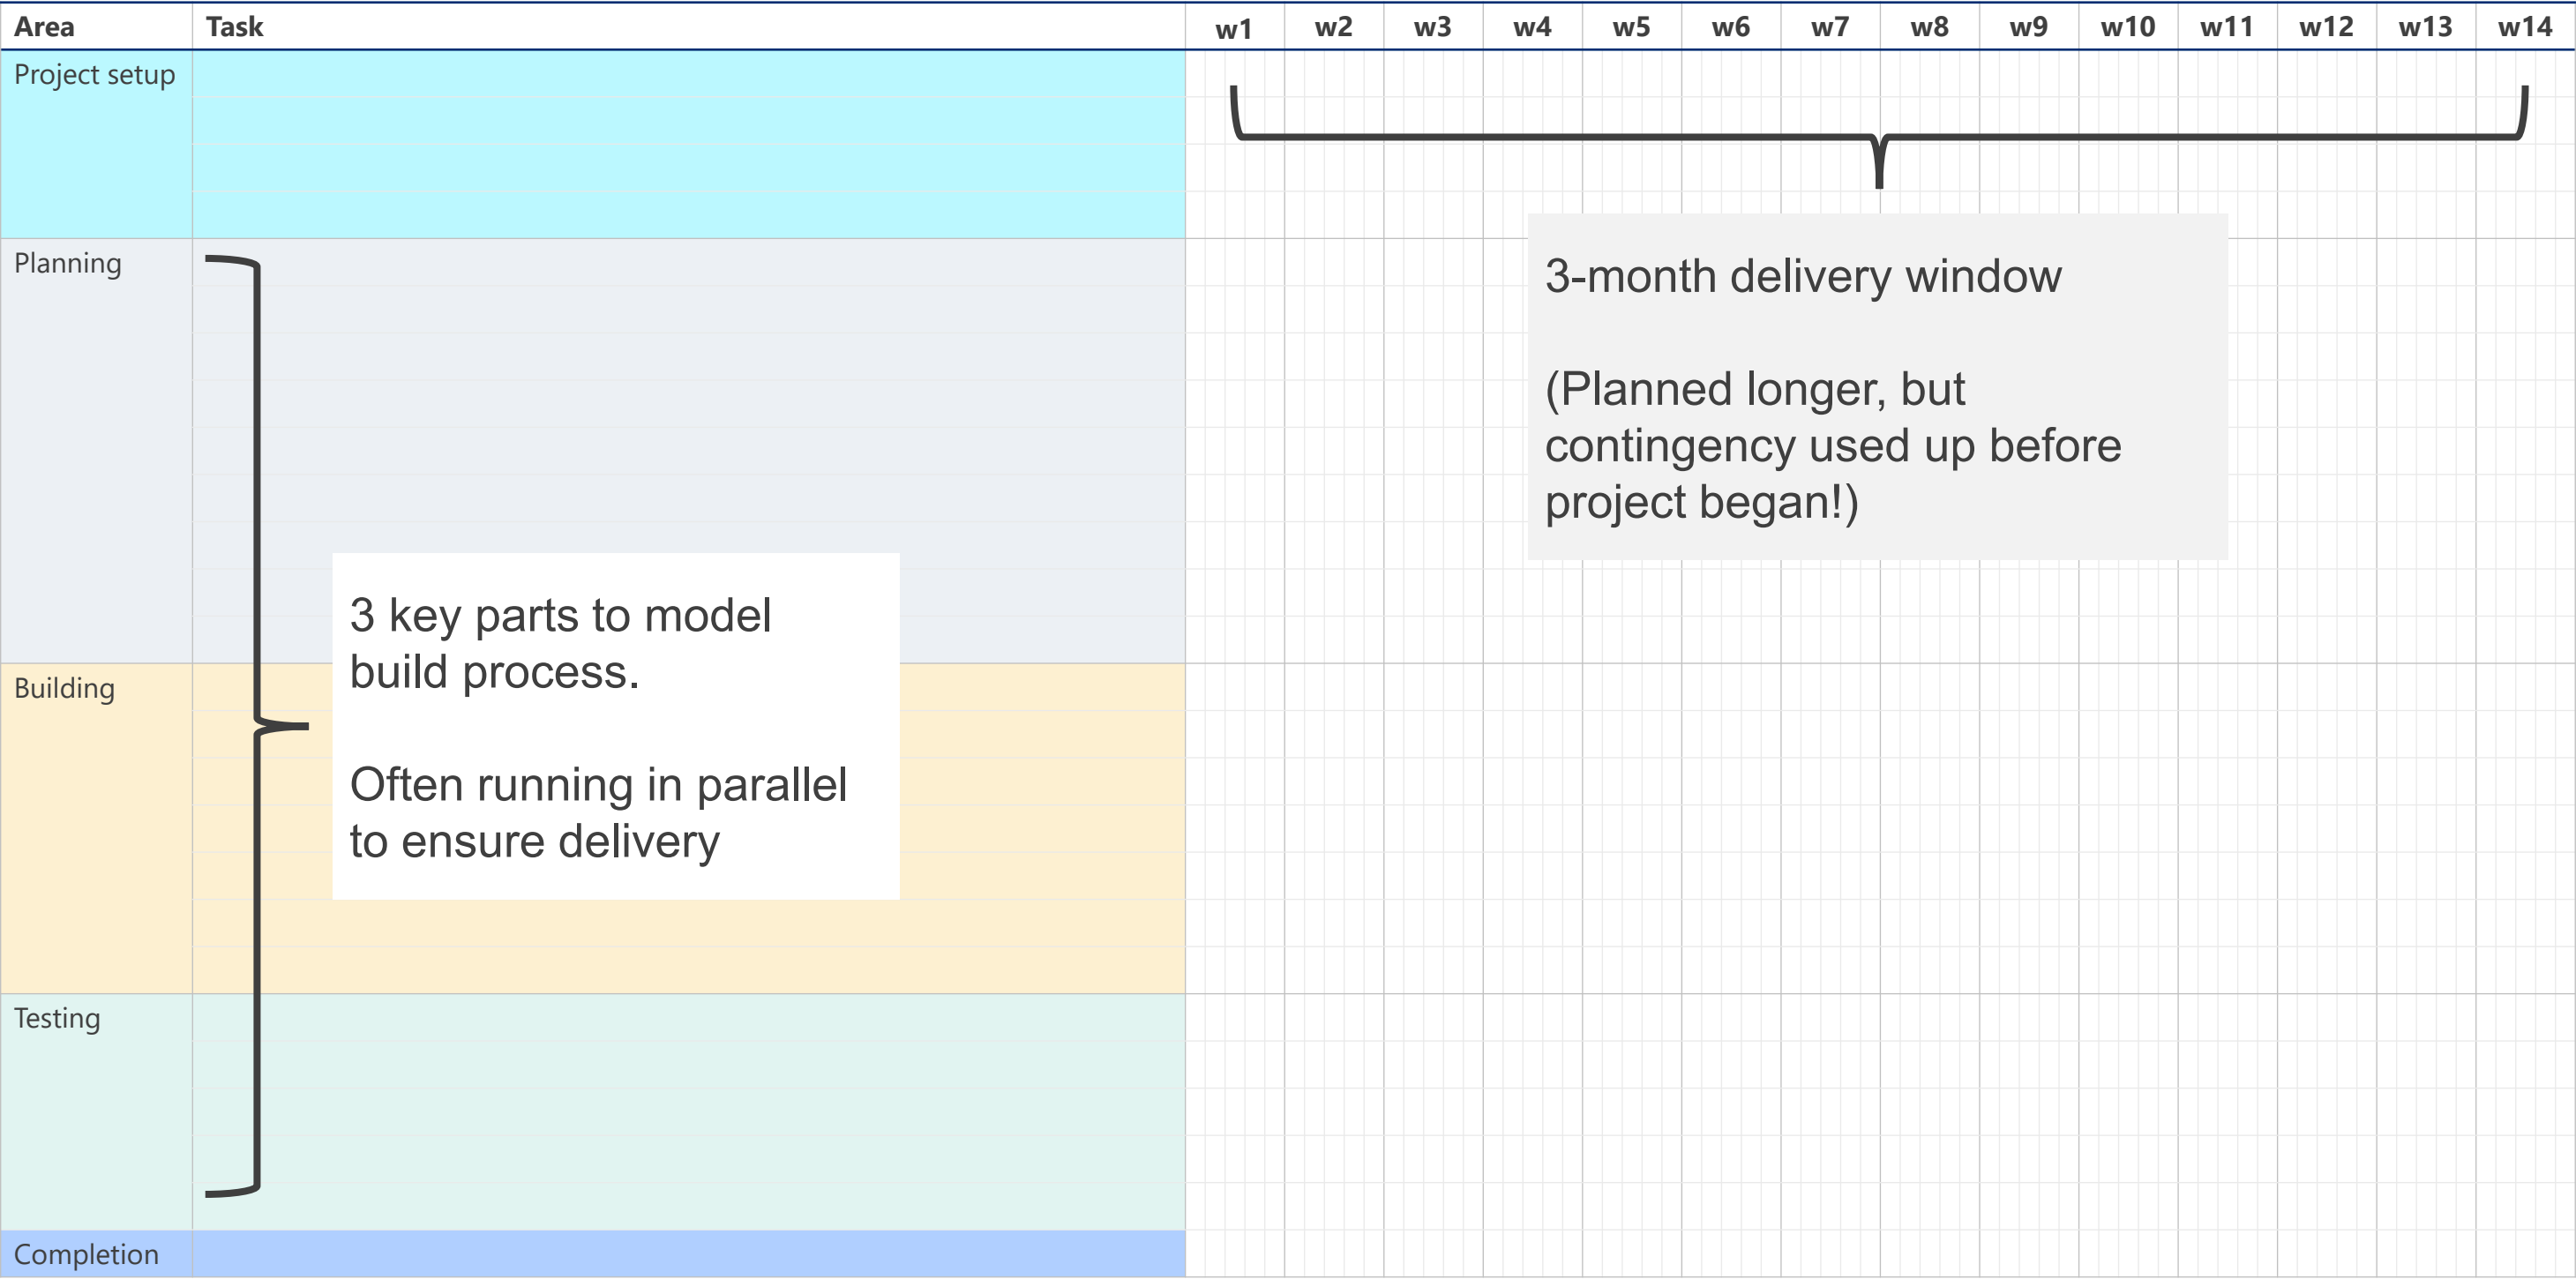 Area Task w1 w2 w3 w4 w5 w6 w7 w8 w9 w10 w11 w12 w13 w14
Project setup
Planning
3-month delivery window
(Planned longer, but
contingency used up before
project began!)
3 key parts to model
build process.
Building
Often running in parallel
to ensure delivery
Testing
Completion